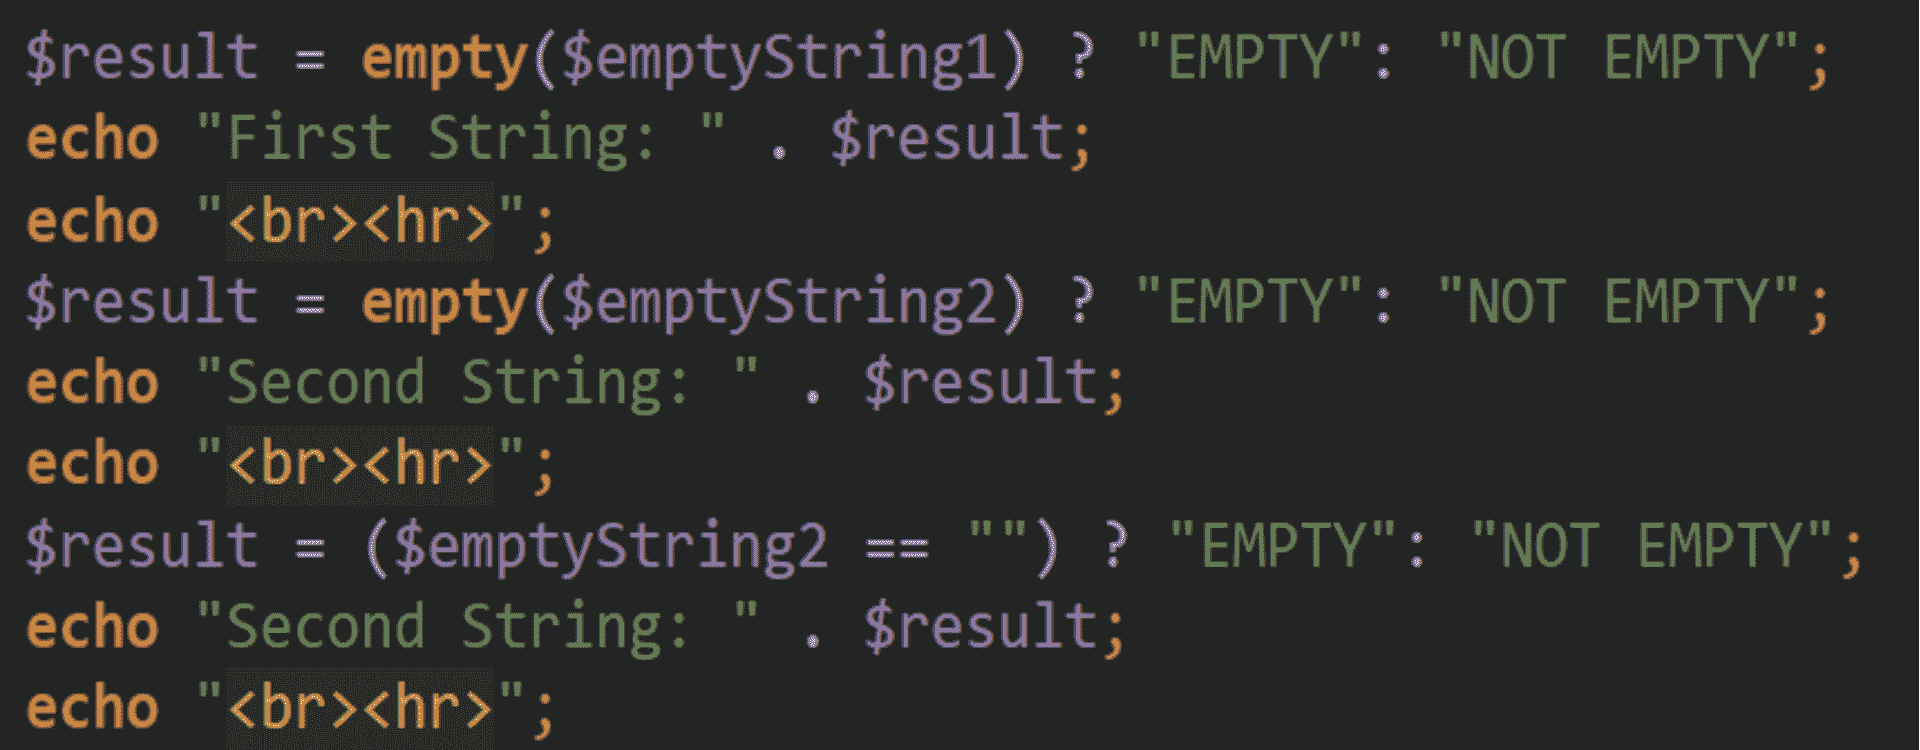 $result = empty($emptyString1) ? "EMPTY": "NOT EMPTY";
echo "First String: " . $result;
echo "<br><hr>";
$result = empty($emptyString2) ? "EMPTY": "NOT EMPTY";
echo "Second String: " . $result;
echo "<br><hr>";
$result = ($emptyString2 == "") ? "EMPTY": "NOT EMPTY";
echo "Second String: " . $result;
echo "<br><hr>";